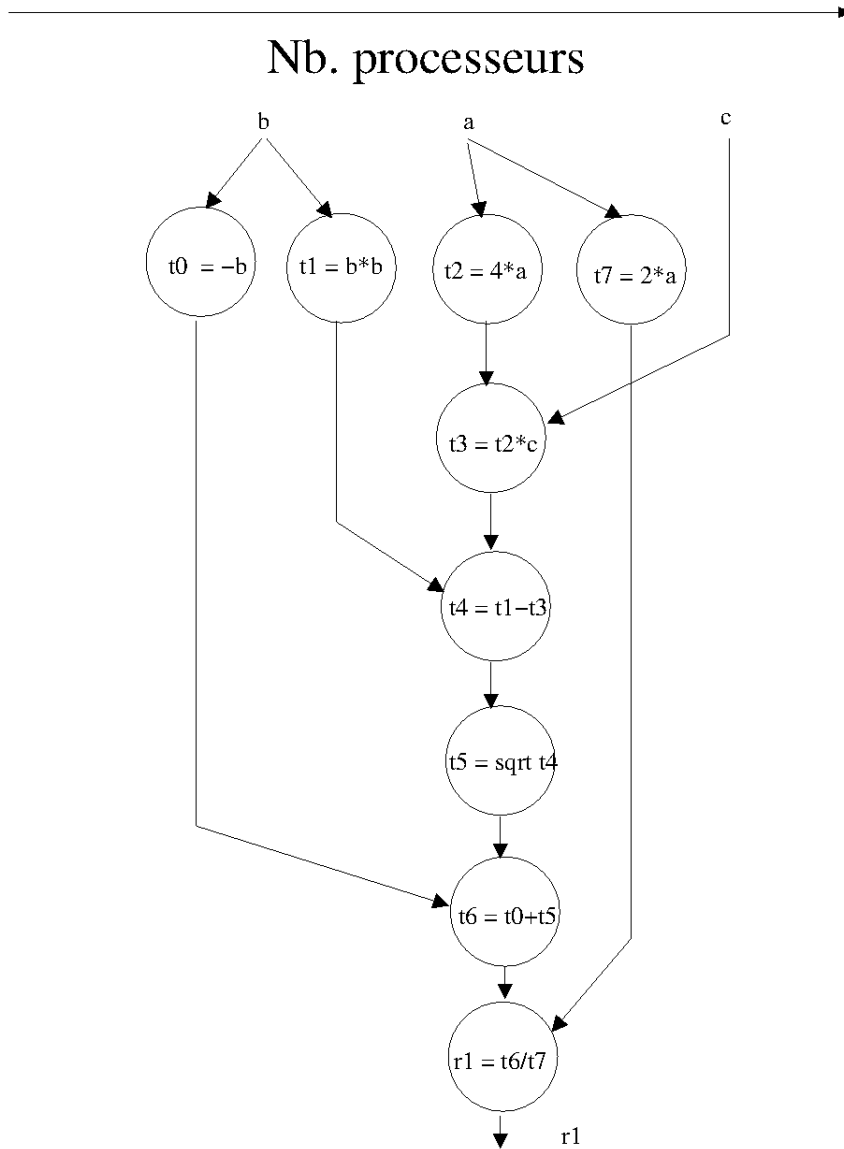 Nb. processeurs
b
a
c
t0 = −b
t1 = b*b
t2 = 4*a
t7 = 2*a
t3 = t2*c
t4 = t1−t3
t5 = sqrt t4
t6 = t0+t5
r1 = t6/t7
r1